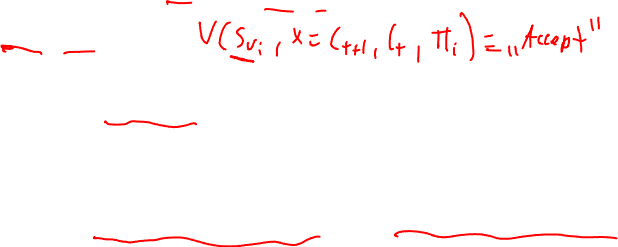 V(S_{v_i}, x = C_{t+1}, C_t, π_i) = „Accept"